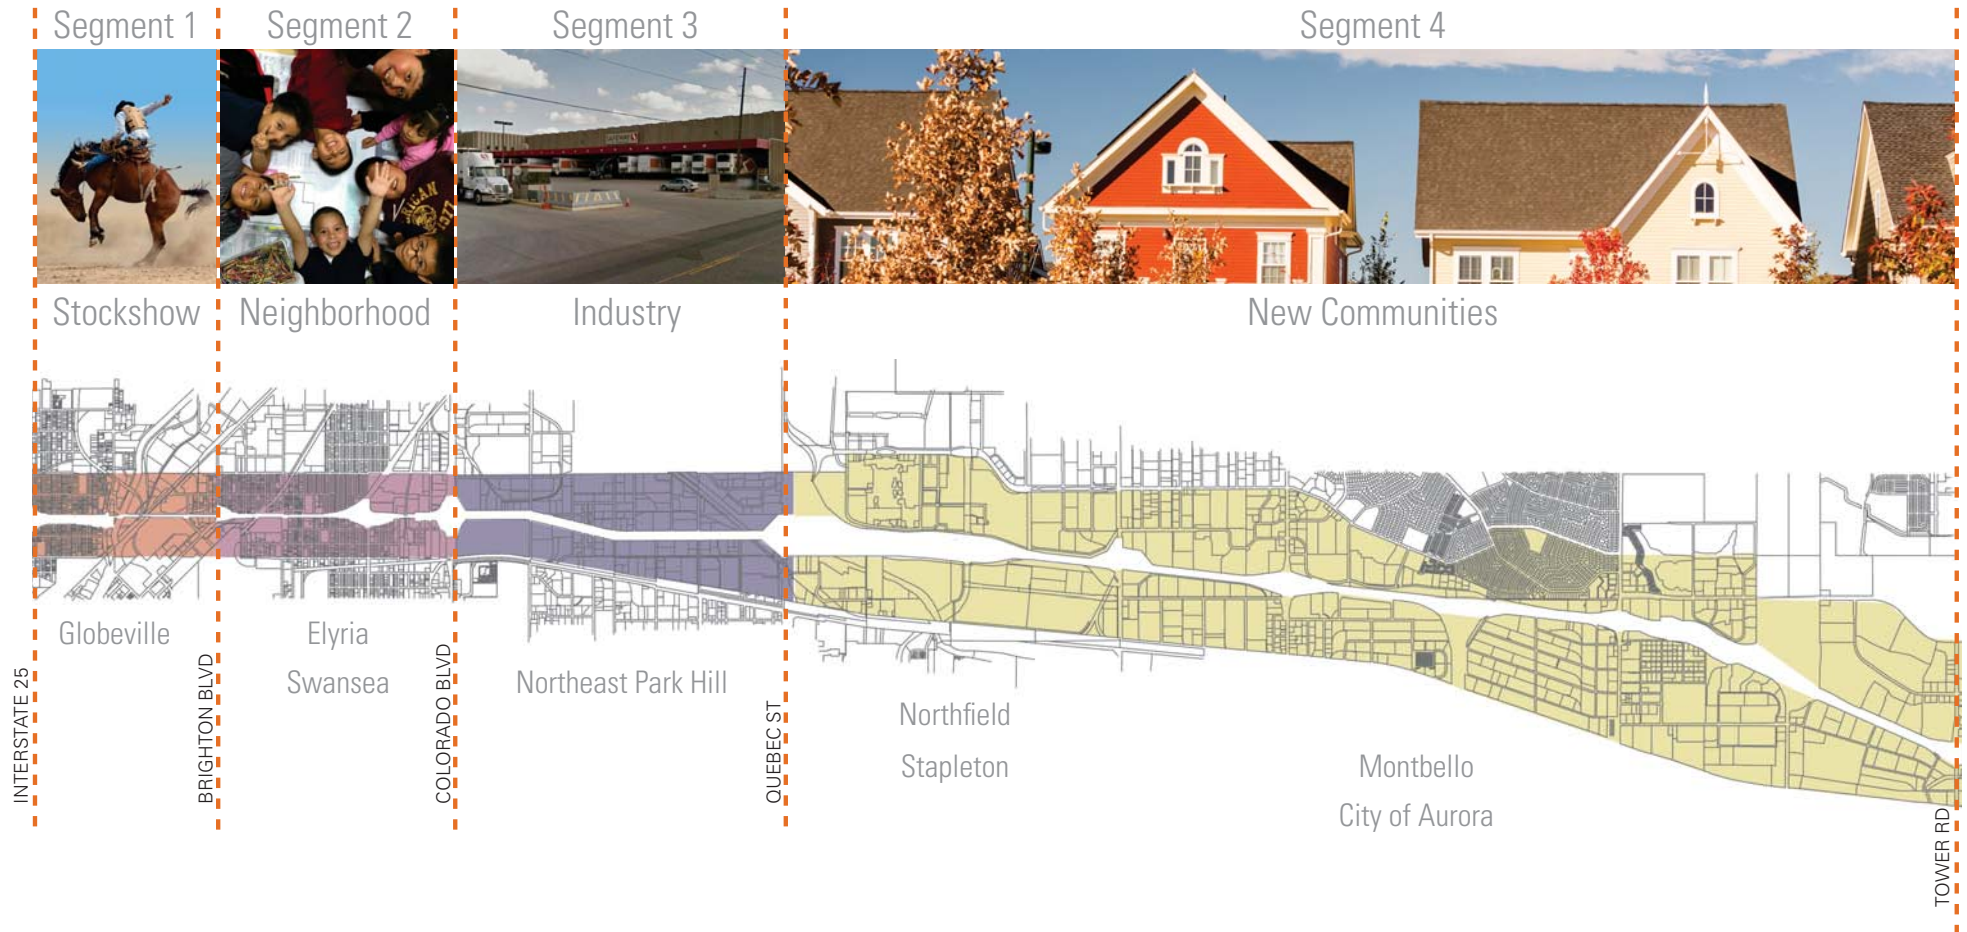 Segment 1
Segment 2
Segment 3
Segment 4
SAFEWAY
Stockshow
Neighborhood
Industry
New Communities
Globeville
Elyria
Swansea
Northeast Park Hill
Northfield
Stapleton
Montbello
City of Aurora
INTERSTATE 25
BRIGHTON BLVD
COLORADO BLVD
QUEBEC ST
TOWER RD